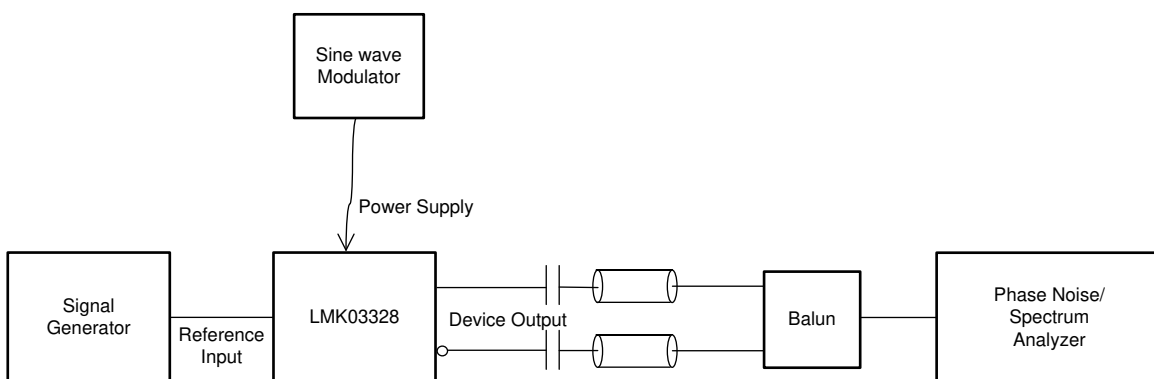 Sine wave
Modulator
Power Supply
Signal
Generator
Reference
Input
LMK03328
Device Output
Balun
Phase Noise/
Spectrum
Analyzer